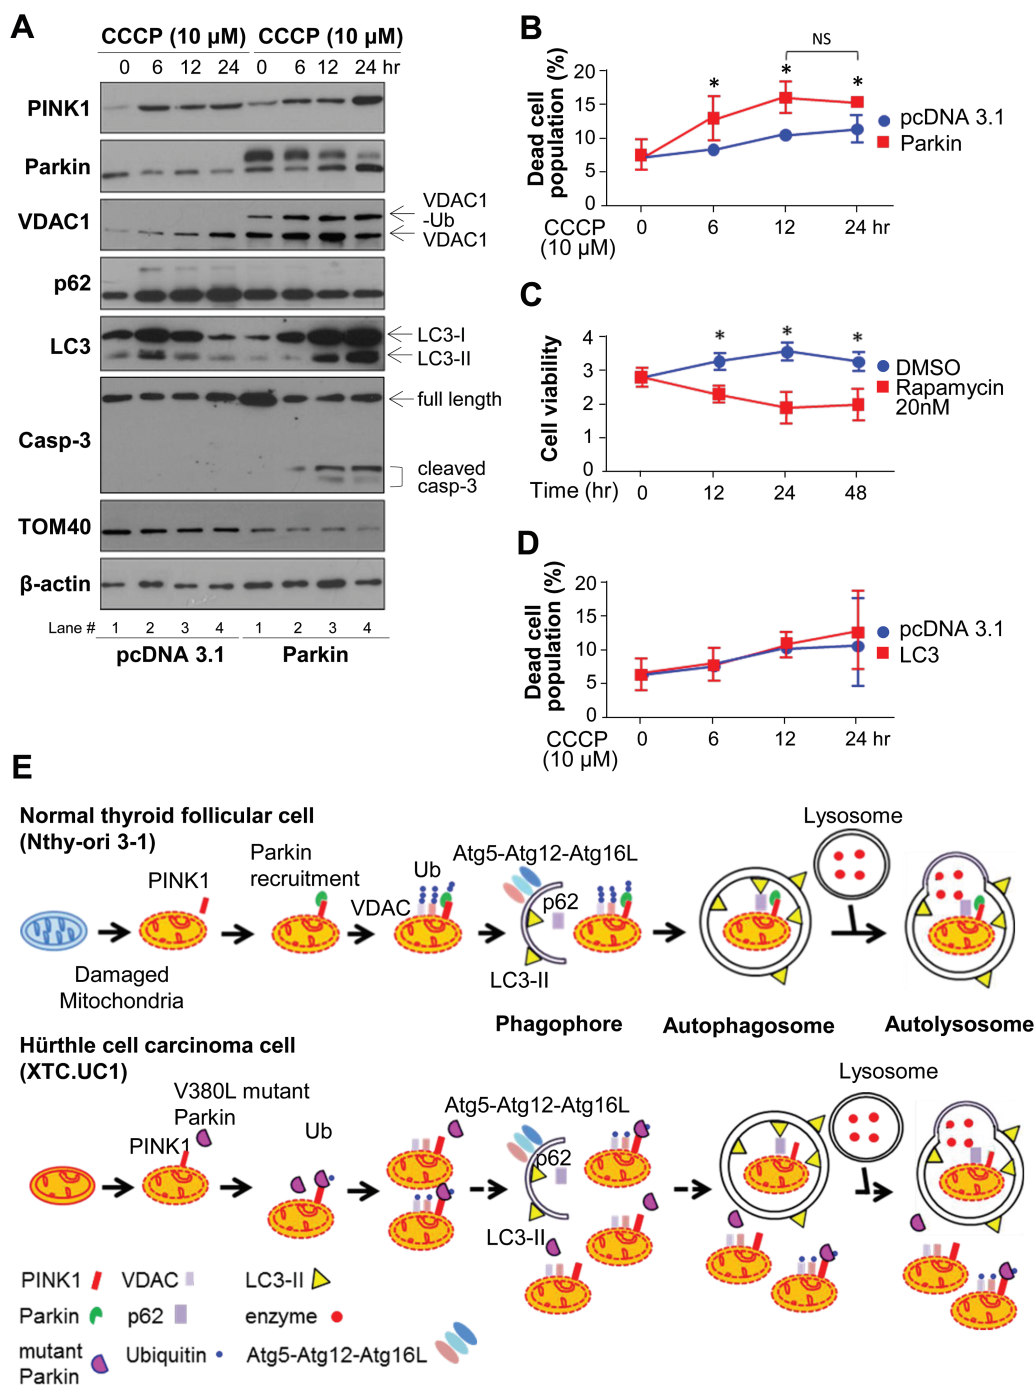 A
CCCP (10 µM) CCCP (10 µM)
0 6 12 24 0 6 12 24 hr
PINK1
Parkin
VDAC1
VDAC1
-Ub
VDAC1
p62
LC3
LC3-I
LC3-II
Casp-3
full length
cleaved
casp-3
TOM40
β-actin
Lane # 1 2 3 4 1 2 3 4
pcDNA 3.1 Parkin
B
Dead cell
population (%)
NS
20
15
10
5
0
* * *
pcDNA 3.1
Parkin
CCCP
(10 µM)
0 6 12 24 hr
C
Cell viability
4
3
2
1
0
* * *
DMSO
Rapamycin
20nM
Time (hr) 0 12 24 48
D
Dead cell
population (%)
20
15
10
5
0
pcDNA 3.1
LC3
CCCP
(10 µM)
0 6 12 24 hr
E
Normal thyroid follicular cell
(Nthy-ori 3-1)
Damaged
Mitochondria
PINK1
Parkin
recruitment
VDAC
Ub
Atg5-Atg12-Atg16L
p62
LC3-II
Lysosome
Phagophore
Autophagosome
Autolysosome
Hürthle cell carcinoma cell
(XTC.UC1)
V380L mutant
Parkin
PINK1
Ub
Atg5-Atg12-Atg16L
p62
LC3-II
Lysosome
PINK1 VDAC LC3-II
Parkin p62 enzyme
mutant
Parkin
Ubiquitin Atg5-Atg12-Atg16L